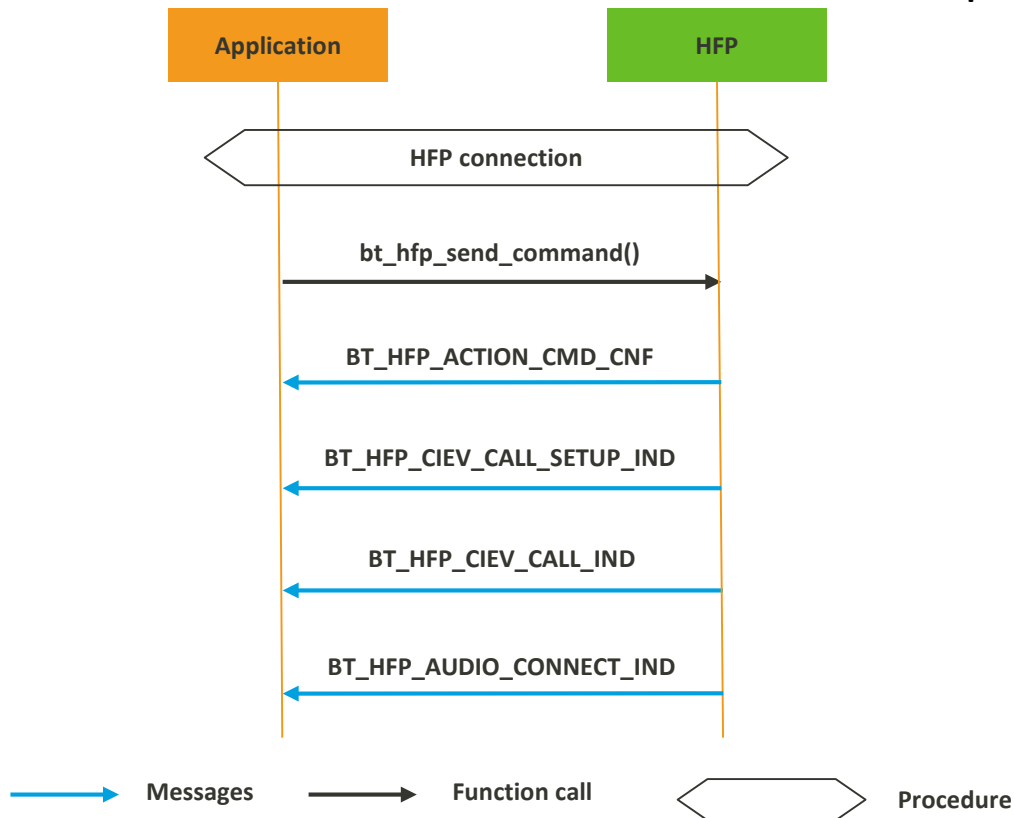 Application
HFP
HFP connection
bt_hfp_send_command()
BT_HFP_ACTION_CMD_CNF
BT_HFP_CIEV_CALL_SETUP_IND
BT_HFP_CIEV_CALL_IND
BT_HFP_AUDIO_CONNECT_IND
Messages
Function call
Procedure